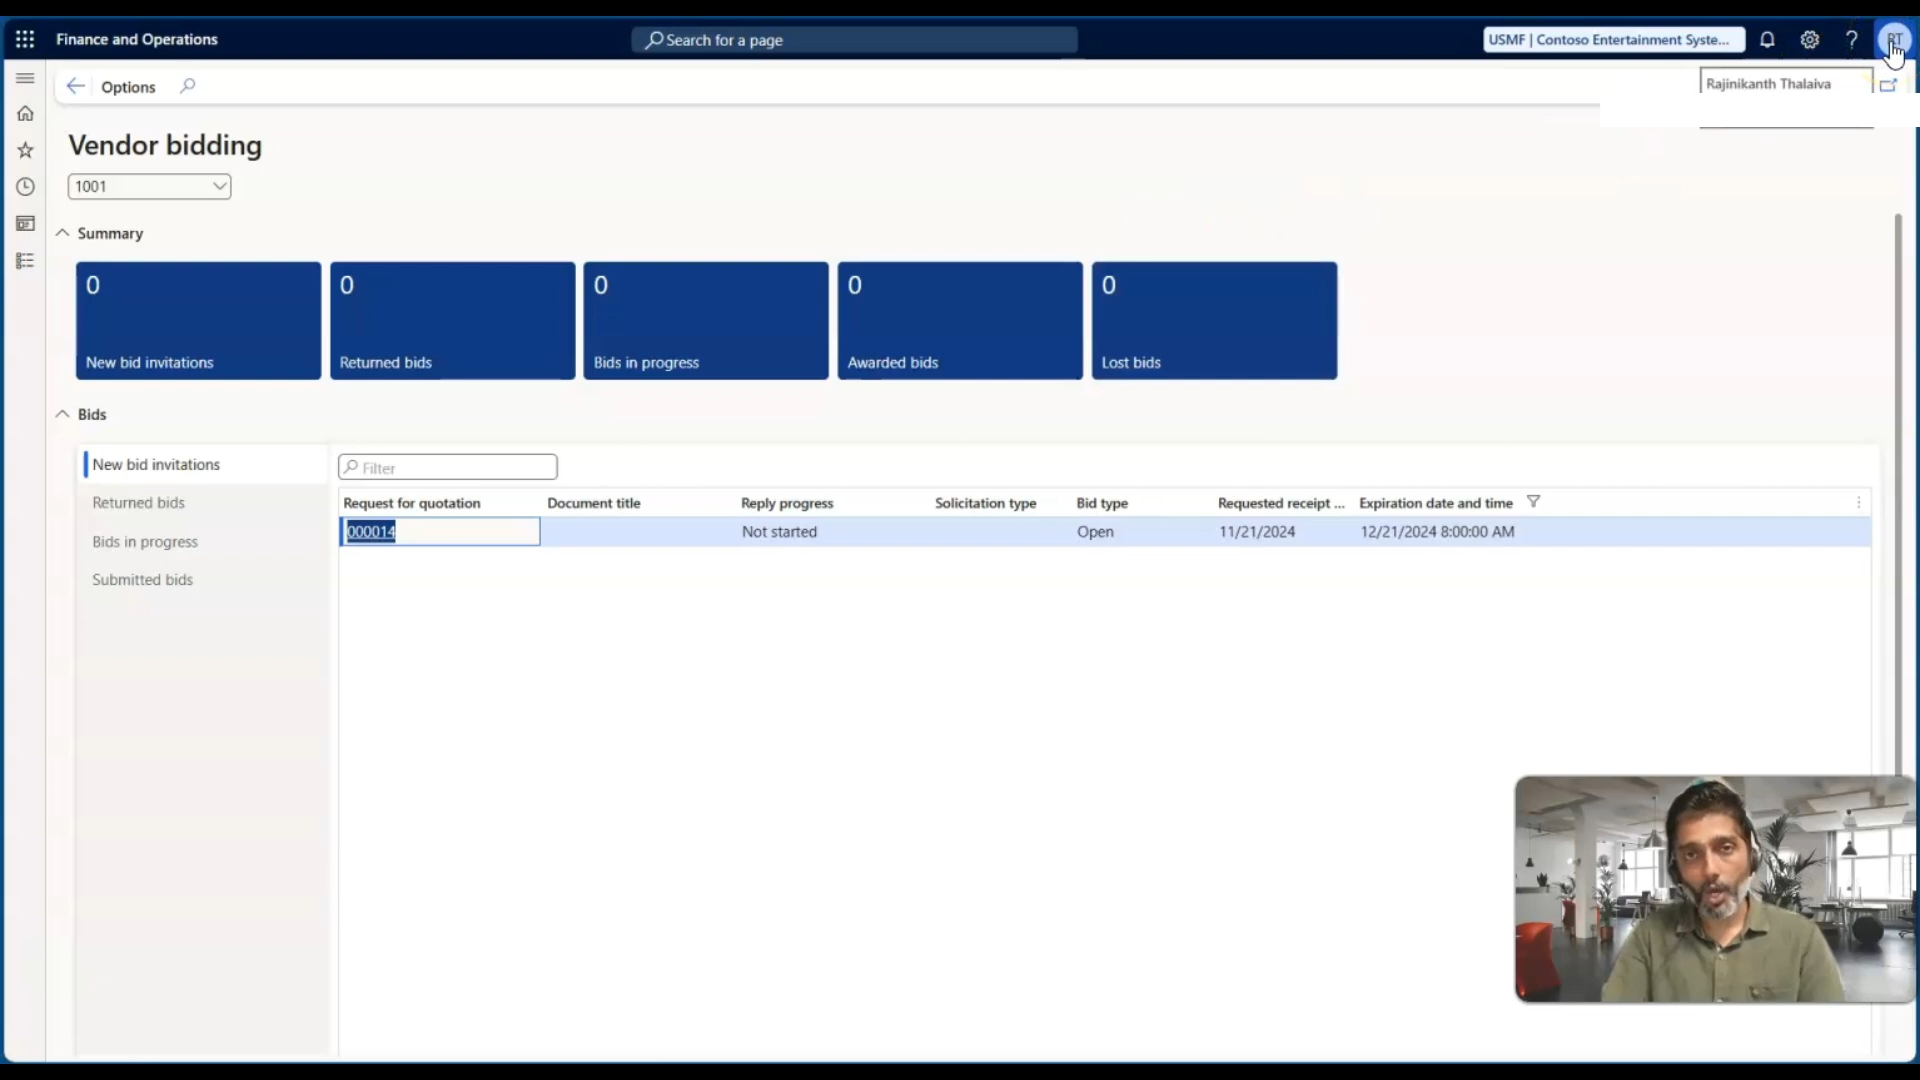 Finance and Operations
Search for a page
USMF | Contoso Entertainment Syste...
RT
Options
Rajinikanth Thalaiva
Vendor bidding
1001
Summary
0
0
0
0
0
New bid invitations
Returned bids
Bids in progress
Awarded bids
Lost bids
Bids
New bid invitations
Returned bids
Bids in progress
Submitted bids
Filter
Request for quotation Document title Reply progress Solicitation type Bid type Requested receipt ... Expiration date and time
000014 Not started Open 11/21/2024 12/21/2024 8:00:00 AM